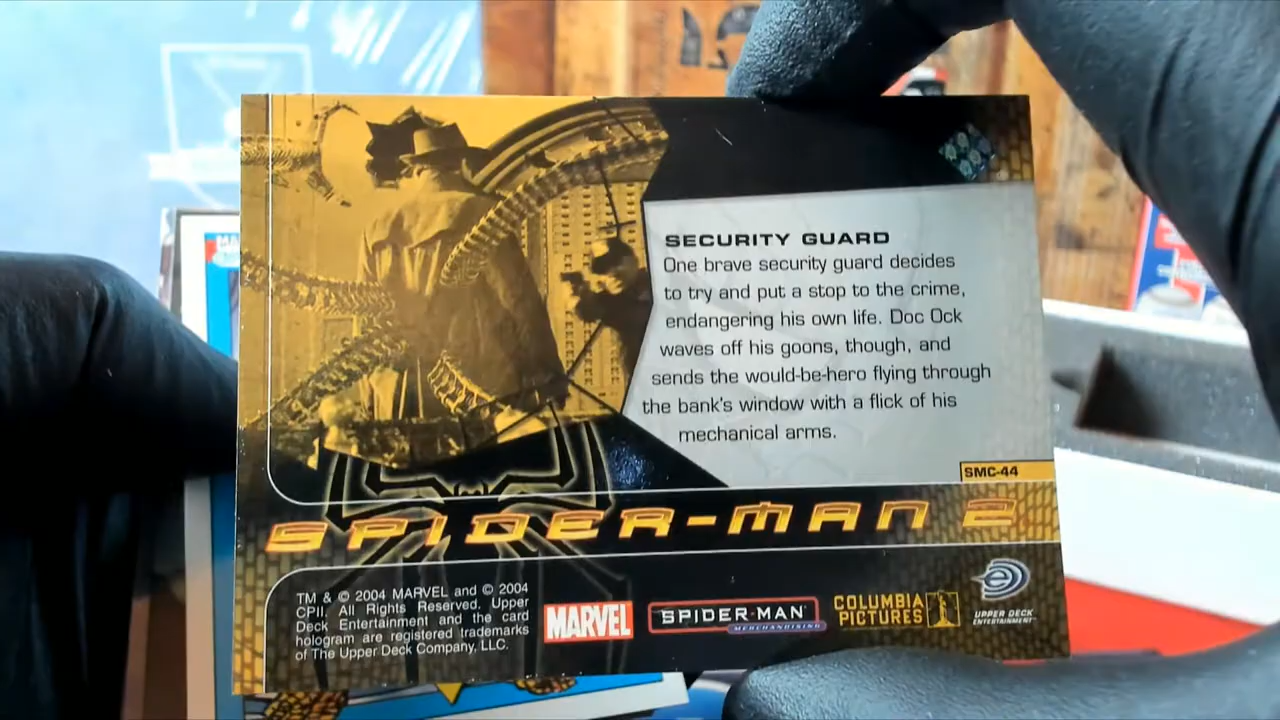 SECURITY GUARD
One brave security guard decides
to try and put a stop to the crime,
endangering his own life. Doc Ock
waves off his goons, though, and
sends the would-be-hero flying through
the bank's window with a flick of his
mechanical arms.
SMC-44
SPIDER-MAN 2
TM & © 2004 MARVEL and © 2004
CPII. All Rights Reserved. Upper
Deck Entertainment and the card
hologram are registered trademarks
of The Upper Deck Company, LLC.
MARVEL
SPIDER-MAN
MERCHANDISING
COLUMBIA
PICTURES
UPPER DECK
ENTERTAINMENT